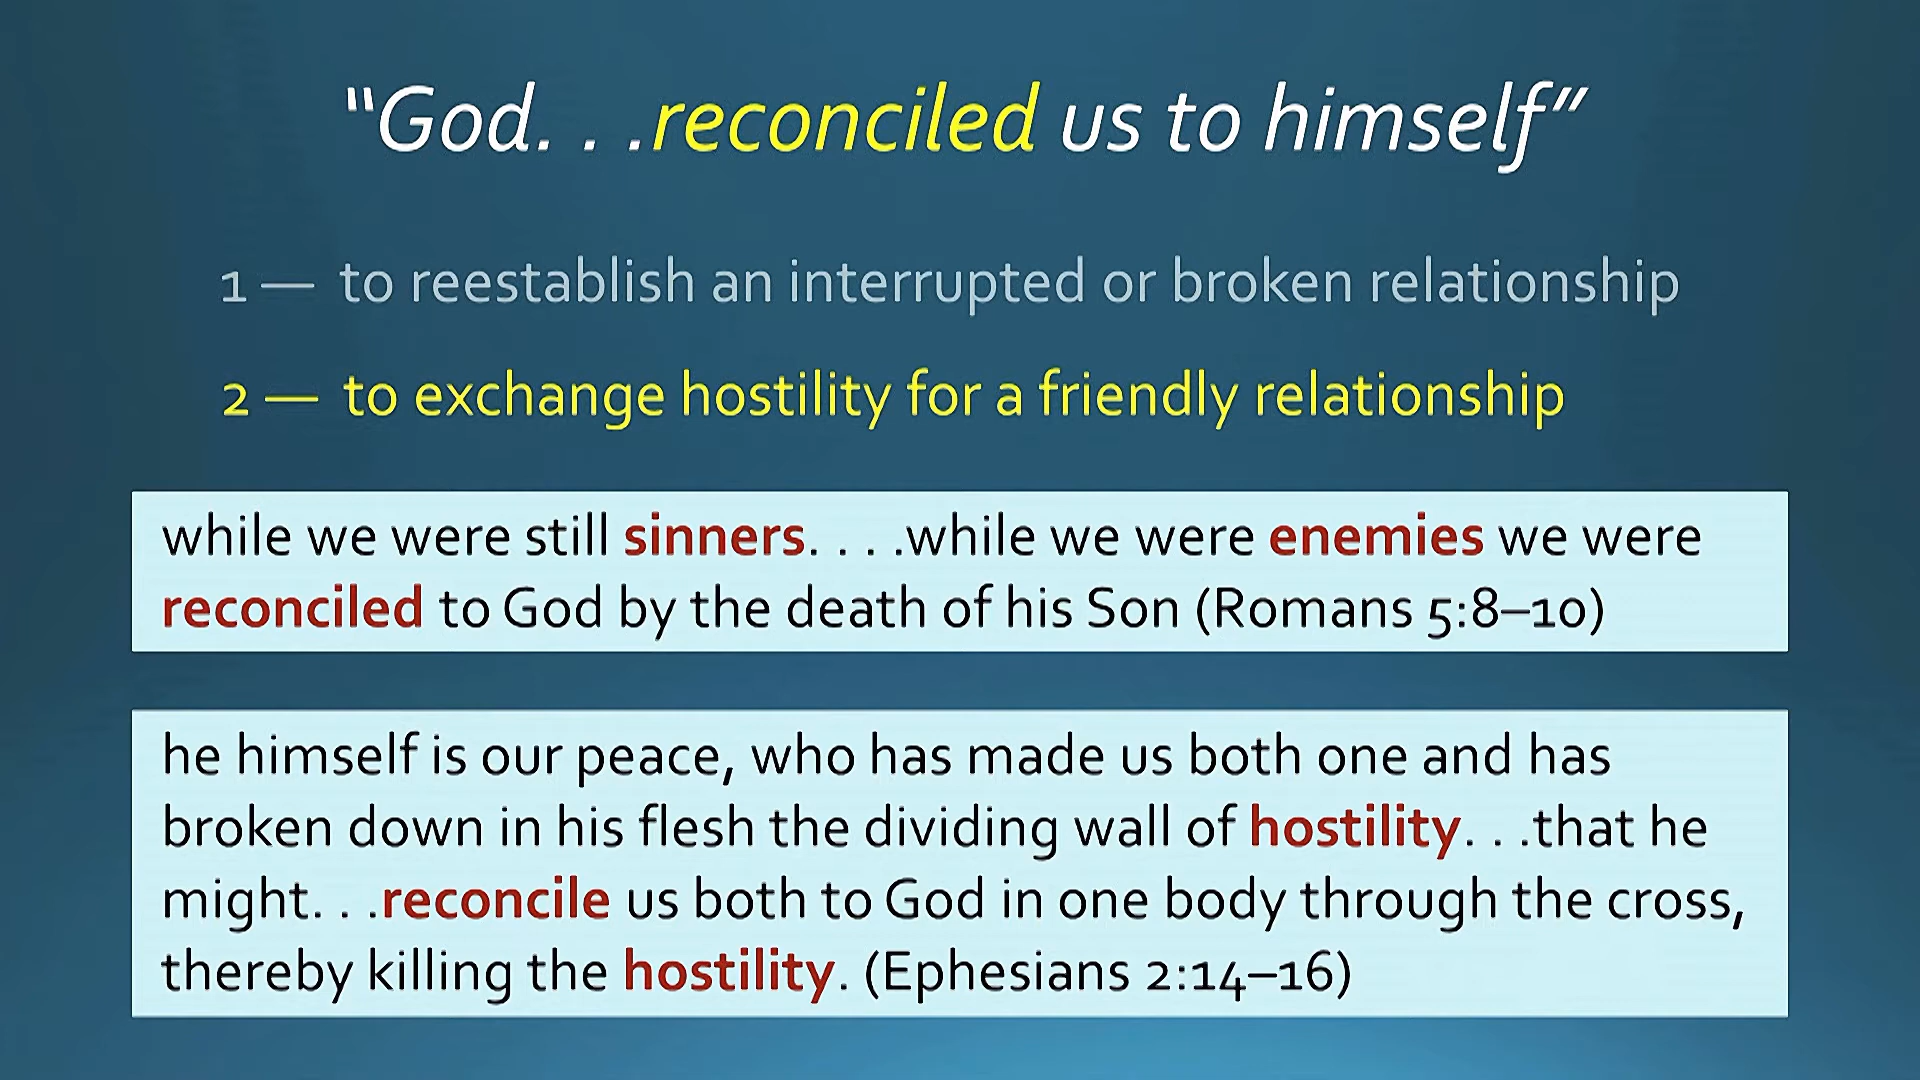 “God. . .reconciled us to himself”
1 — to reestablish an interrupted or broken relationship
2 — to exchange hostility for a friendly relationship
while we were still sinners. . . .while we were enemies we were
reconciled to God by the death of his Son (Romans 5:8–10)
he himself is our peace, who has made us both one and has
broken down in his flesh the dividing wall of hostility. . .that he
might. . .reconcile us both to God in one body through the cross,
thereby killing the hostility. (Ephesians 2:14–16)